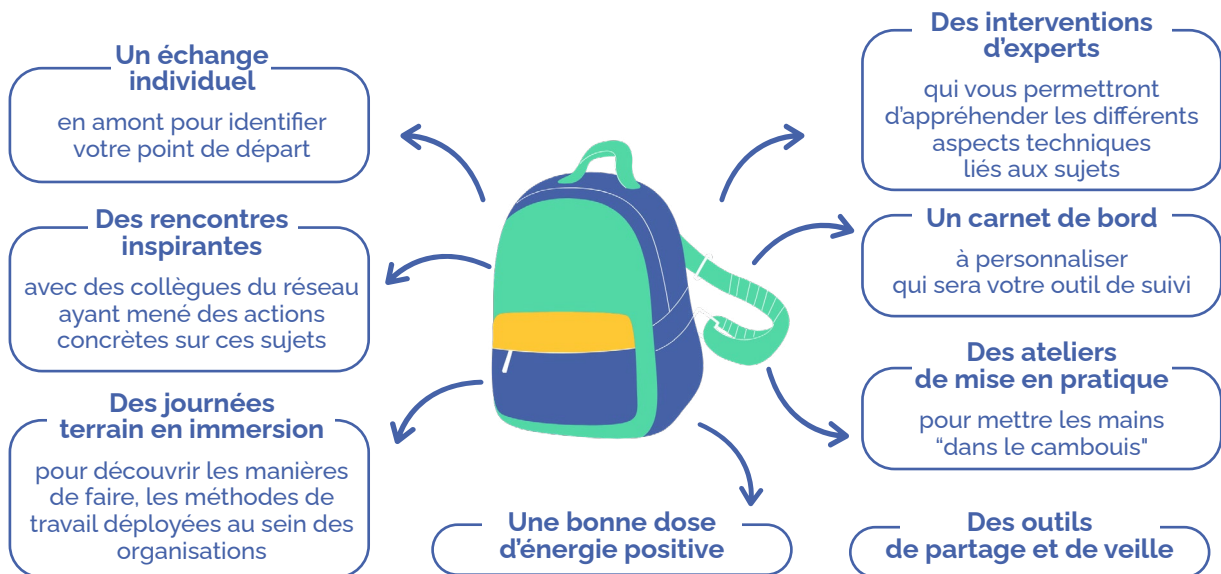 Un échange
individuel
en amont pour identifier
votre point de départ
Des rencontres
inspirantes
avec des collègues du réseau
ayant mené des actions
concrètes sur ces sujets
Des journées
terrain en immersion
pour découvrir les manières
de faire, les méthodes de
travail déployées au sein des
organisations
Une bonne dose
d'énergie positive
Des interventions
d'experts
qui vous permettront
d'appréhender les différents
aspects techniques
liés aux sujets
Un carnet de bord
à personnaliser
qui sera votre outil de suivi
Des ateliers
de mise en pratique
pour mettre les mains
“dans le cambouis"
Des outils
de partage et de veille